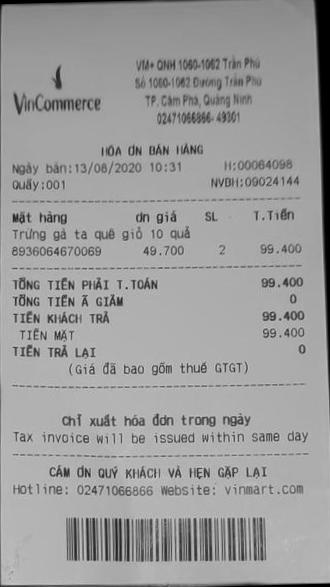 VinCommerce
VM+ QNH 1060-1062 Trần Phú
Số 1060-1062 Đường Trần Phú
TP. Cẩm Phả, Quảng Ninh
02471066866- 49301
HÓA ƠN BÁN HÀNG
Ngày bán:13/08/2020 10:31 H:00064098
Quầy:001 NVBH:09024144
Mặt hàng ơn giá SL T.Tiền
Trứng gà ta quê giỏ 10 quả
8936064670069 49.700 2 99.400
TỔNG TIỀN PHẢI T.TOÁN 99.400
TỔNG TIỀN Ã GIẢM 0
TIỀN KHÁCH TRẢ 99.400
TIỀN MẶT 99.400
TIỀN TRẢ LẠI 0
(Giá đã bao gồm thuế GTGT)
Chỉ xuất hóa đơn trong ngày
Tax invoice will be issued within same day
CẢM ƠN QUÝ KHÁCH VÀ HẸN GẶP LẠI
Hotline: 02471066866 Website: vinmart.com